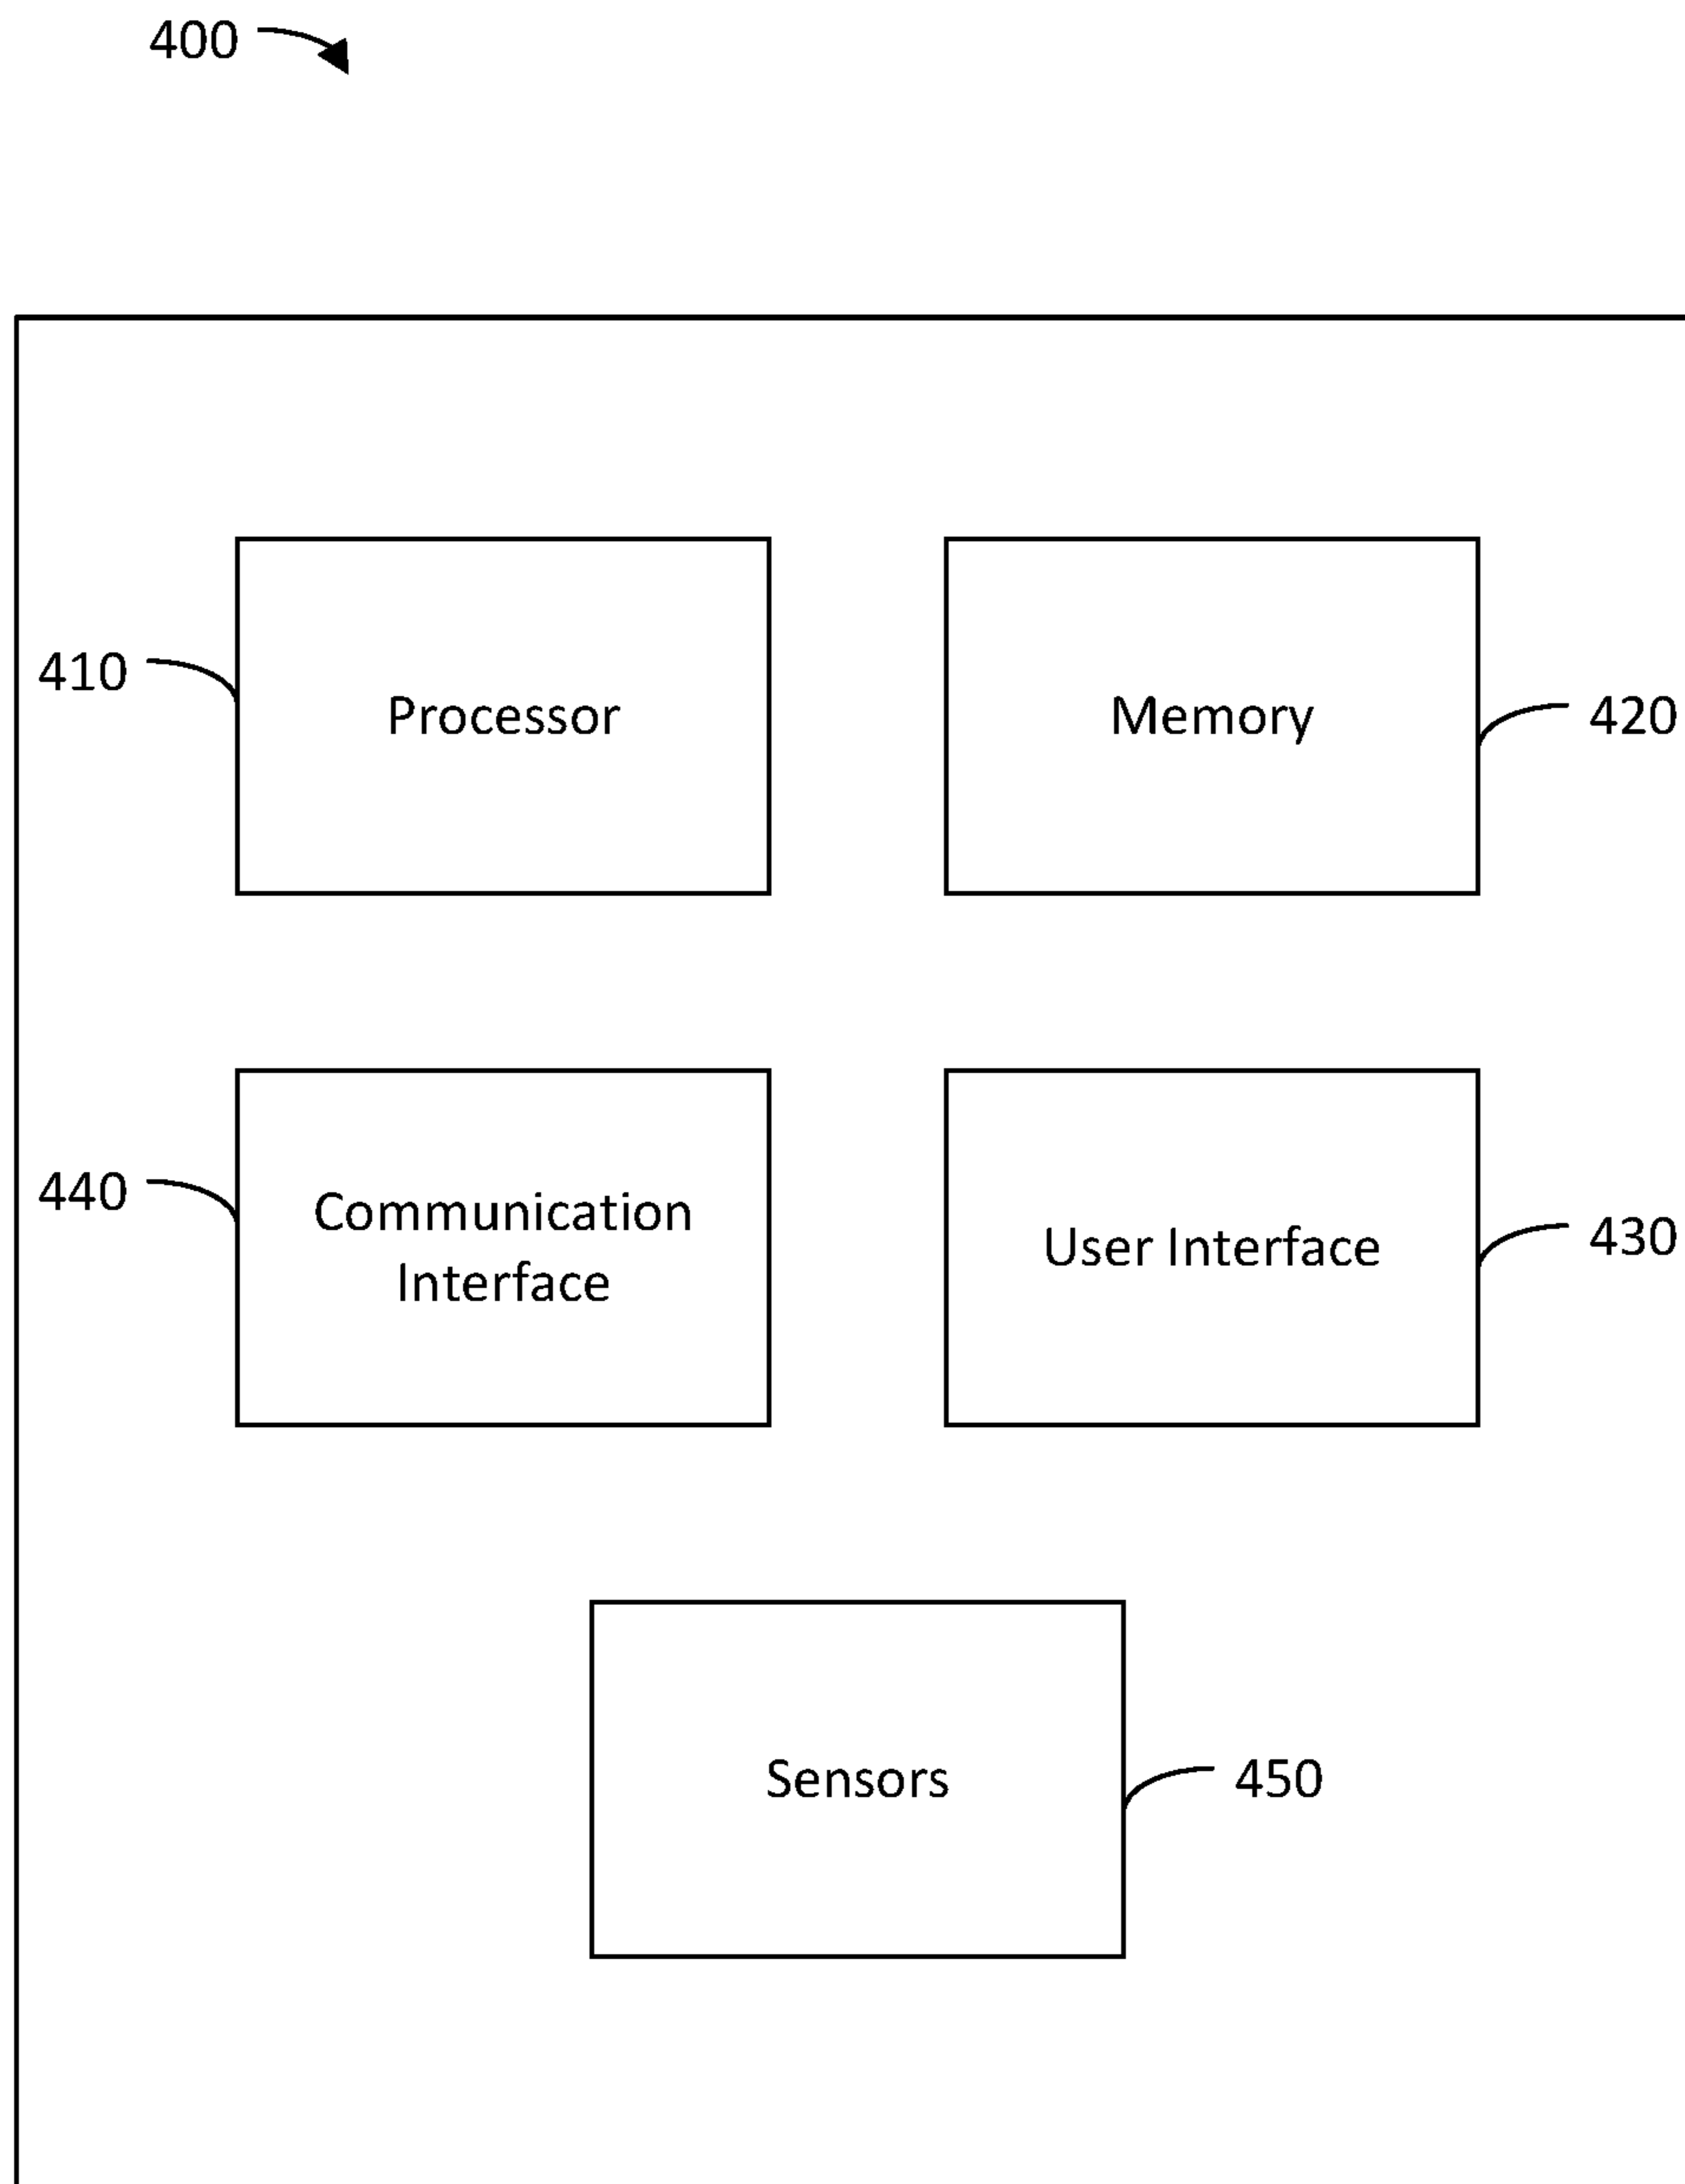 400
410
Processor
Memory
420
440
Communication
Interface
User Interface
430
Sensors
450